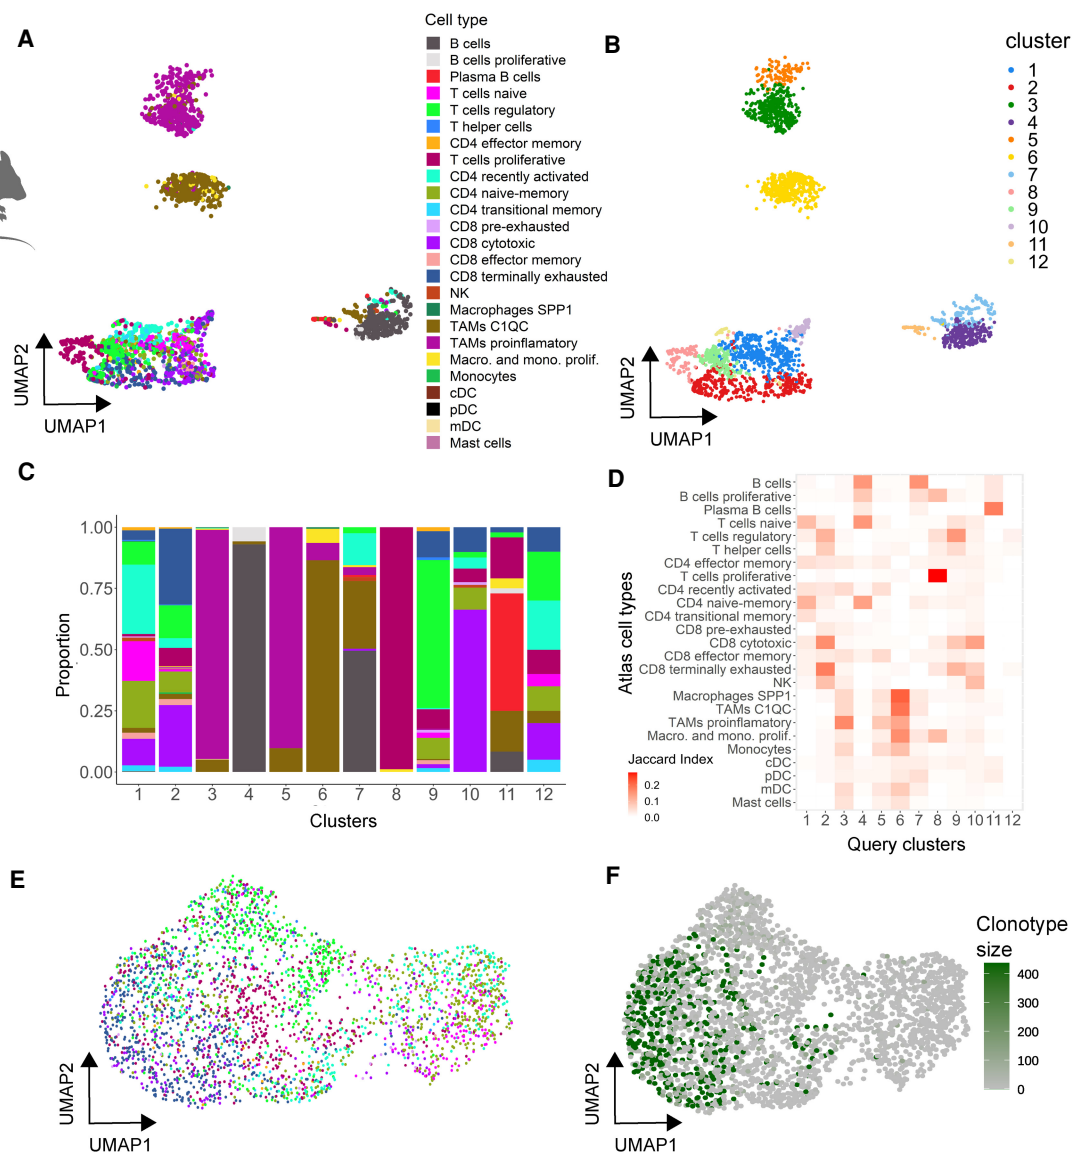 A
Cell type
B cells
B cells proliferative
Plasma B cells
T cells naive
T cells regulatory
T helper cells
CD4 effector memory
T cells proliferative
CD4 recently activated
CD4 naive-memory
CD4 transitional memory
CD8 pre-exhausted
CD8 cytotoxic
CD8 effector memory
CD8 terminally exhausted
NK
Macrophages SPP1
TAMs C1QC
TAMs proinflamatory
Macro. and mono. prolif.
Monocytes
cDC
pDC
mDC
Mast cells
UMAP2
UMAP1
B
cluster
1
2
3
4
5
6
7
8
9
10
11
12
UMAP2
UMAP1
C
Proportion
1.00
0.75
0.50
0.25
0.00
1 2 3 4 5 6 7 8 9 10 11 12
Clusters
D
Atlas cell types
B cells
B cells proliferative
Plasma B cells
T cells naive
T cells regulatory
T helper cells
CD4 effector memory
T cells proliferative
CD4 recently activated
CD4 naive-memory
CD4 transitional memory
CD8 pre-exhausted
CD8 cytotoxic
CD8 effector memory
CD8 terminally exhausted
NK
Macrophages SPP1
TAMs C1QC
TAMs proinflamatory
Macro. and mono. prolif.
Monocytes
cDC
pDC
mDC
Mast cells
Jaccard Index
0.2
0.1
0.0
1 2 3 4 5 6 7 8 9 10 11 12
Query clusters
E
UMAP2
UMAP1
F
Clonotype
size
400
300
200
100
0
UMAP2
UMAP1